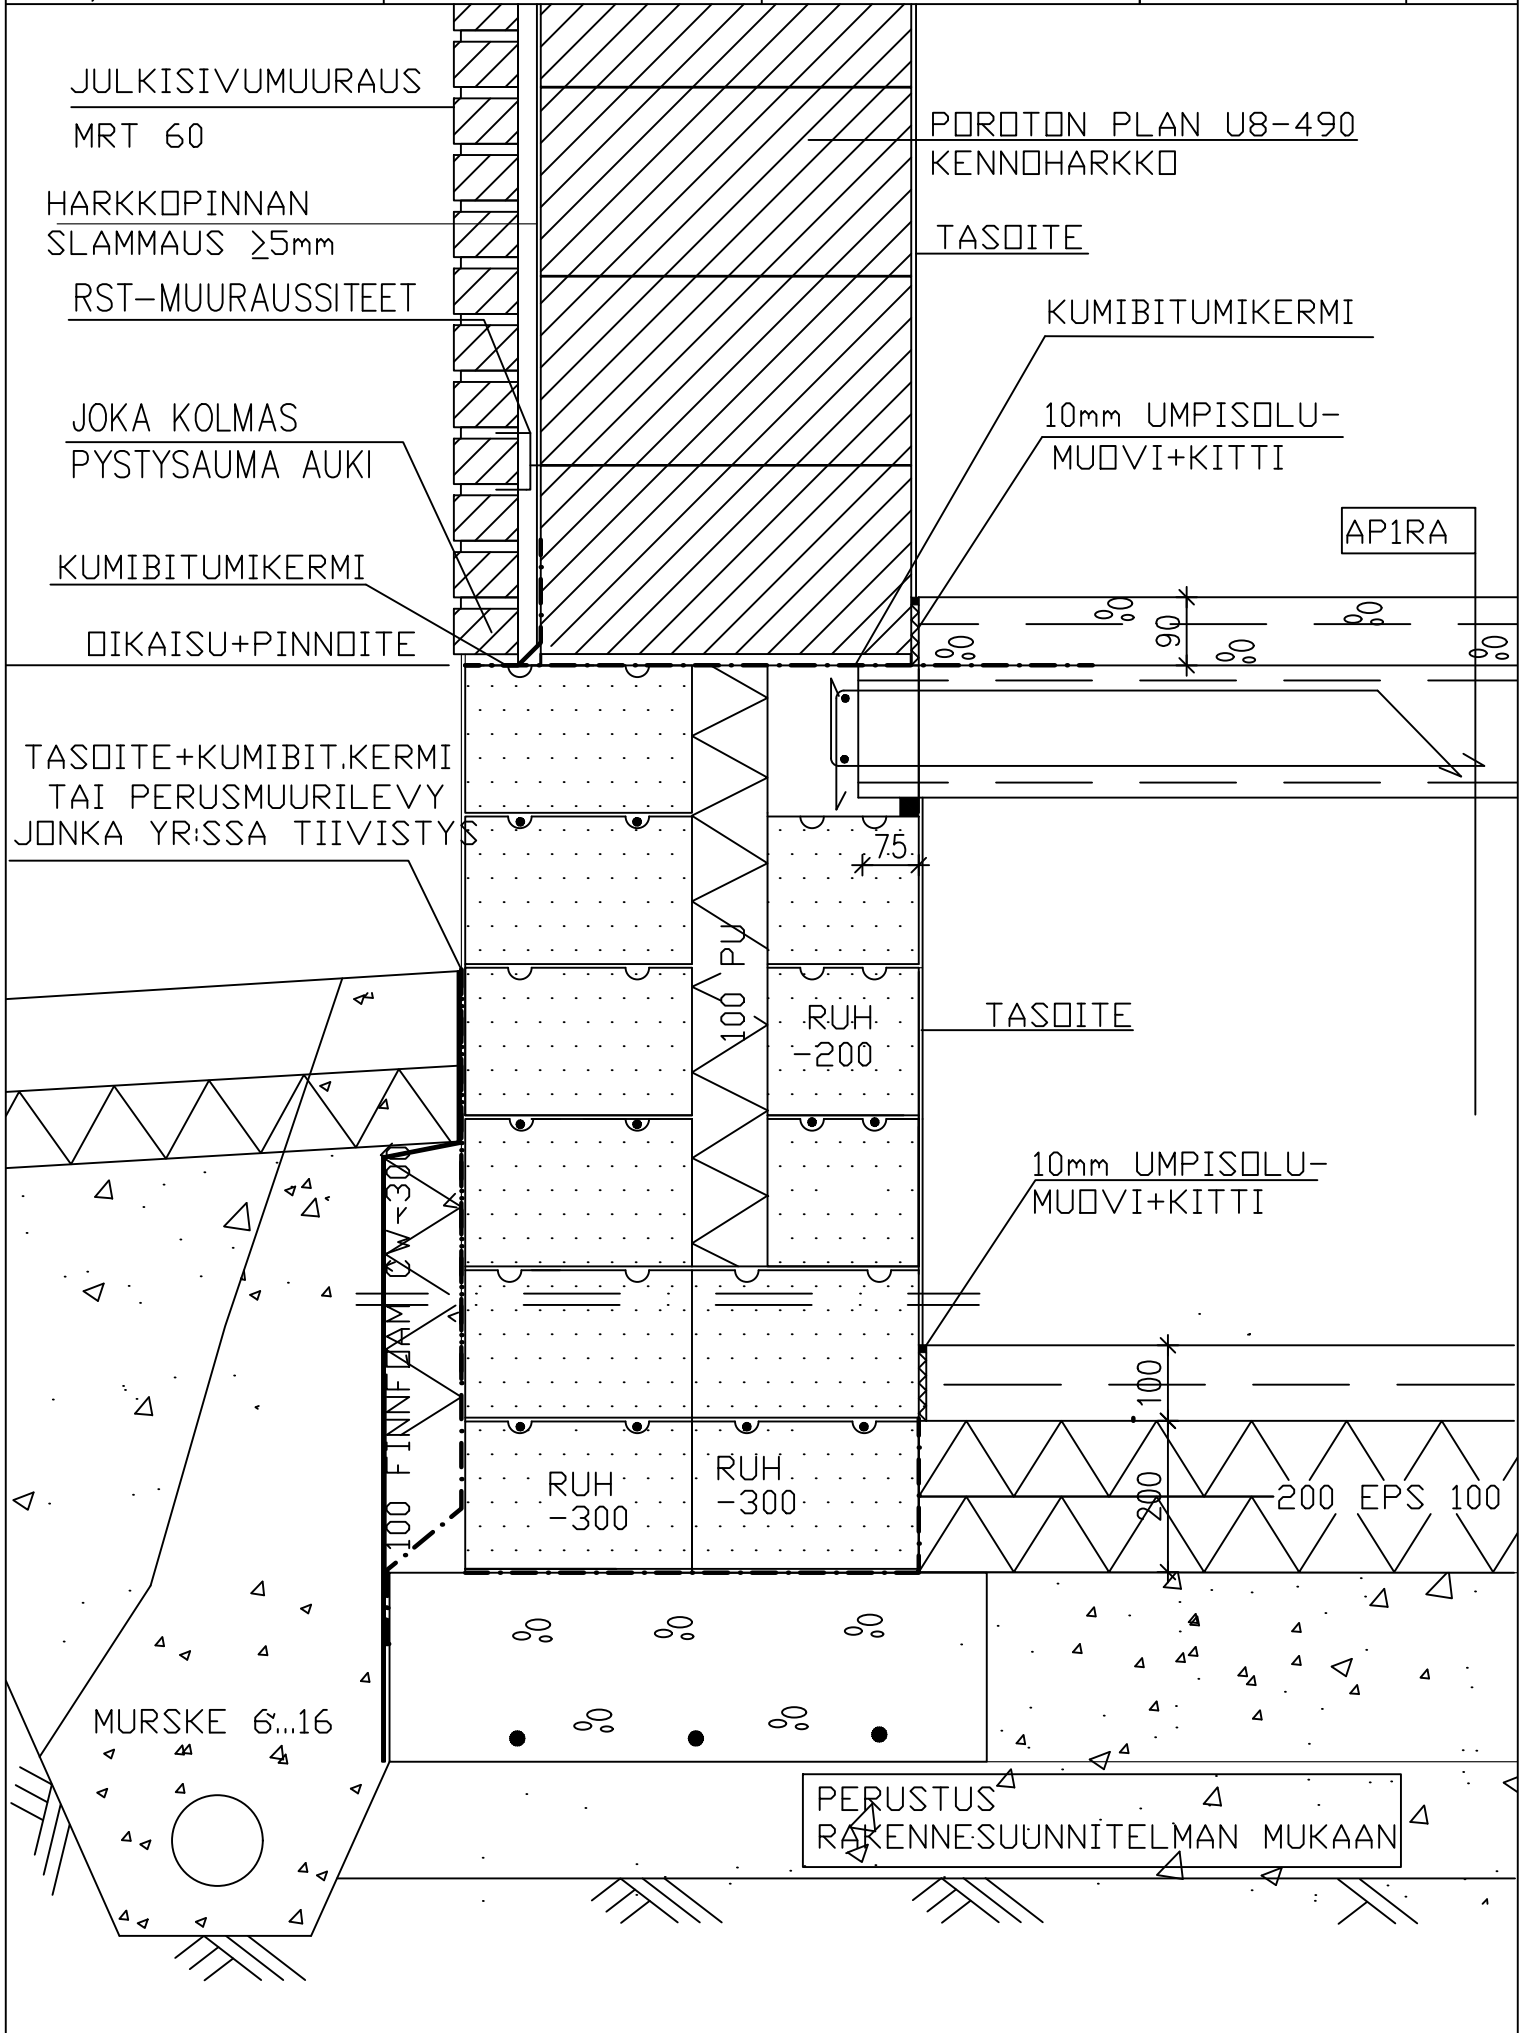 JULKISIVUMUURAUS
MRT 60
HARKKOPINNAN
SLAMMAUS ≥5mm
RST-MUURAUSSITEET
JOKA KOLMAS
PYSTYSAUMA AUKI
KUMIBITUMIKERMI
OIKAISU+PINNOITE
TASOITE+KUMIBIT.KERMI
TAI PERUSMUURILEVY
JONKA YR:SSA TIIVISTYS
POROTON PLAN U8-490
KENNOHARKKO
TASOITE
KUMIBITUMIKERMI
10mm UMPISOLU-
MUOVI+KITTI
AP1RA
90
75
100 PU
RUH
-200
TASOITE
10mm UMPISOLU-
MUOVI+KITTI
100 FINNFOAM CW-300
100
200
200 EPS 100
RUH
-300
RUH
-300
MURSKE 6...16
PERUSTUS
RAKENNESUUNNITELMAN MUKAAN